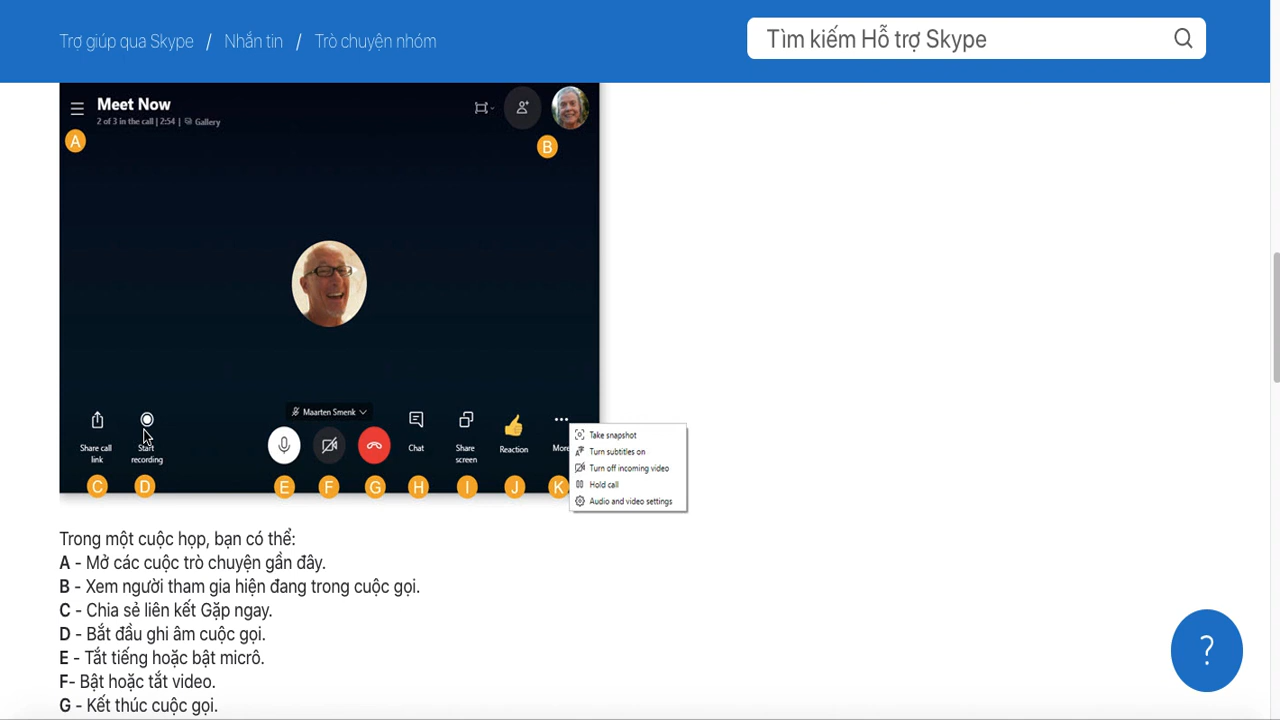 Trợ giúp qua Skype / Nhắn tin / Trò chuyện nhóm
Tìm kiếm Hỗ trợ Skype
Meet Now
2 of 3 in the call | 2:54 | Gallery
A
B
Maarten Smenk
Share call link
Start recording
Chat
Share screen
Reaction
More
Take snapshot
Turn subtitles on
Turn off incoming video
Hold call
Audio and video settings
C D E F G H I J K
Trong một cuộc họp, bạn có thể:
A - Mở các cuộc trò chuyện gần đây.
B - Xem người tham gia hiện đang trong cuộc gọi.
C - Chia sẻ liên kết Gặp ngay.
D - Bắt đầu ghi âm cuộc gọi.
E - Tắt tiếng hoặc bật micrô.
F- Bật hoặc tắt video.
G - Kết thúc cuộc gọi.
?